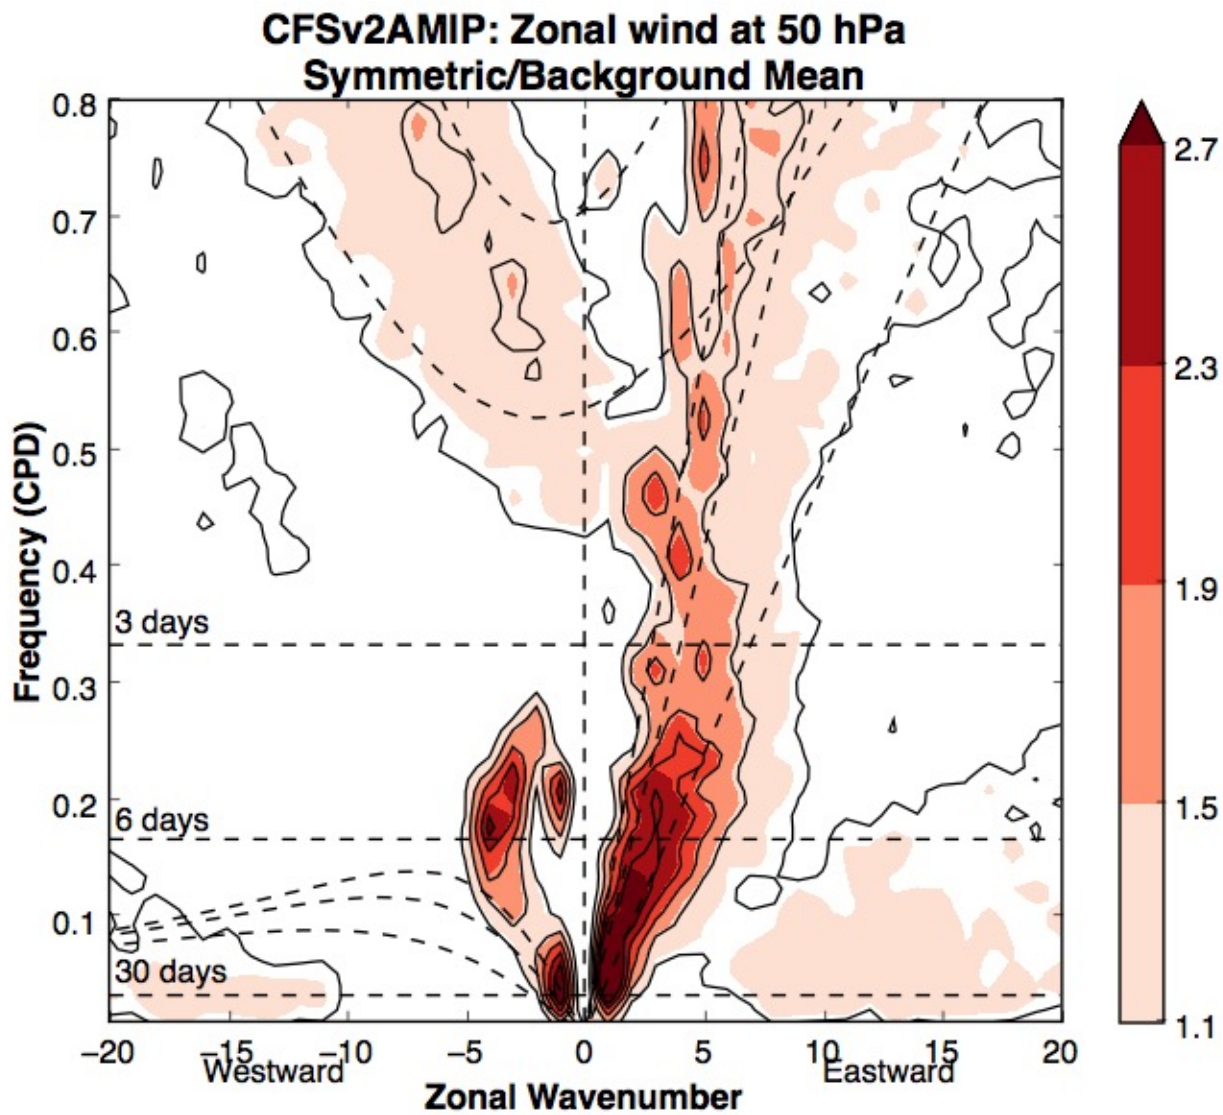 CFSv2AMIP: Zonal wind at 50 hPa
Symmetric/Background Mean
0.8
0.7
0.6
0.5
0.4
0.3
0.2
0.1
Frequency (CPD)
3 days
6 days
30 days
−20 −15 −10 −5 0 5 10 15 20
Westward Eastward
Zonal Wavenumber
2.7
2.3
1.9
1.5
1.1